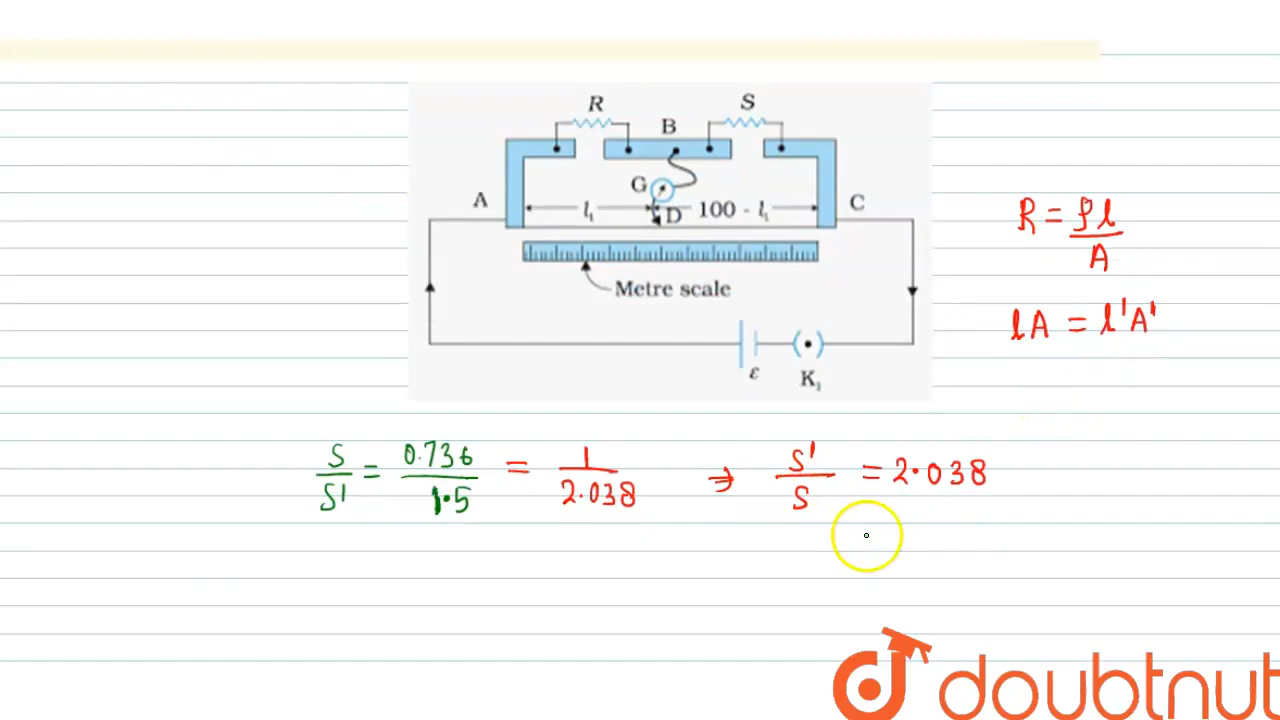 R S
B
G
A l₁ D 100 - l₁ C
Metre scale
ε K₁
R = ρl/A
lA = l'A'
S/S' = 0.736/1.5 = 1/2.038 ⇒ S'/S = 2.038
doubtnut